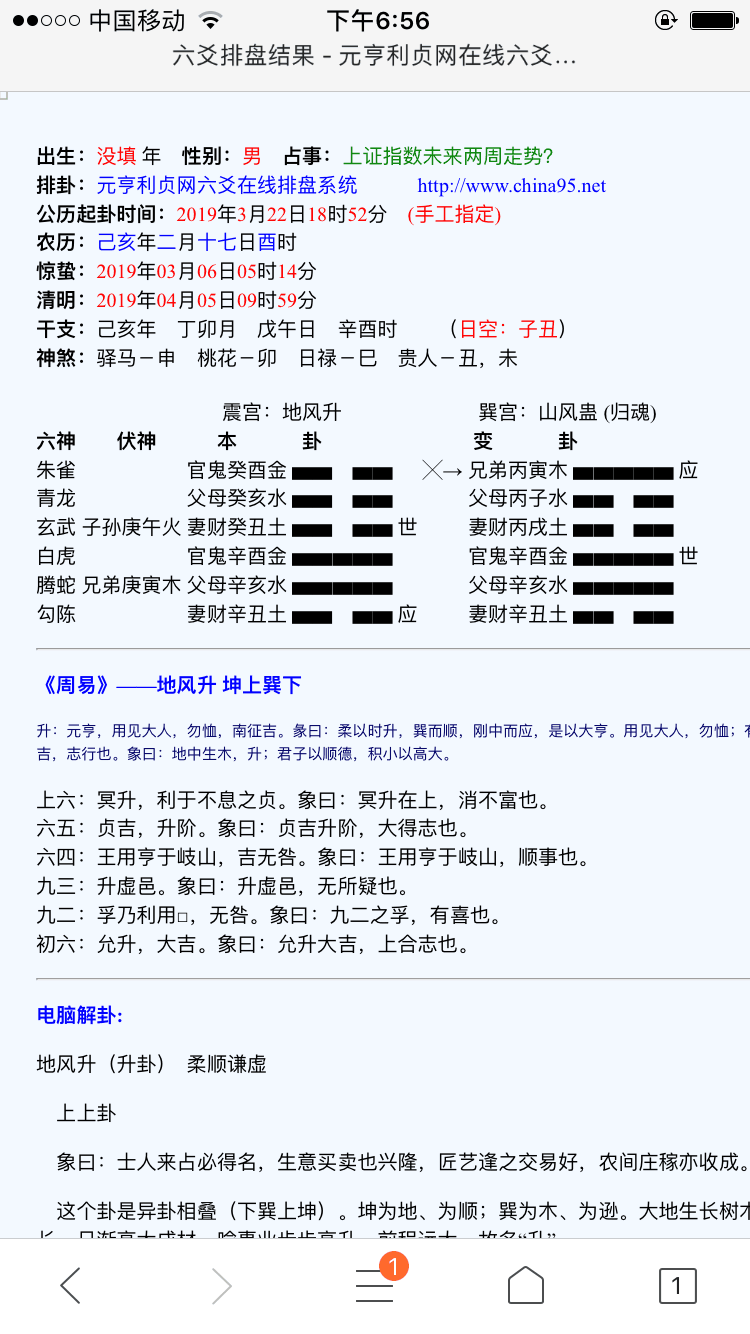 中国移动 下午6:56
六爻排盘结果 - 元亨利贞网在线六爻...
出生：没填 年 性别：男 占事：上证指数未来两周走势?
排卦：元亨利贞网六爻在线排盘系统 http://www.china95.net
公历起卦时间：2019年3月22日18时52分 (手工指定)
农历：己亥年二月十七日酉时
惊蛰：2019年03月06日05时14分
清明：2019年04月05日09时59分
干支：己亥年 丁卯月 戊午日 辛酉时 （日空：子丑）
神煞：驿马－申 桃花－卯 日禄－巳 贵人－丑，未
震宫：地风升 巽宫：山风蛊 (归魂)
六神 伏神 本 卦 变 卦
朱雀 官鬼癸酉金 ╳→ 兄弟丙寅木 应
青龙 父母癸亥水 父母丙子水
玄武 子孙庚午火 妻财癸丑土 世 妻财丙戌土
白虎 官鬼辛酉金 官鬼辛酉金 世
腾蛇 兄弟庚寅木 父母辛亥水 父母辛亥水
勾陈 妻财辛丑土 应 妻财辛丑土
《周易》——地风升 坤上巽下
升：元亨，用见大人，勿恤，南征吉。彖曰：柔以时升，巽而顺，刚中而应，是以大亨。用见大人，勿恤；有
吉，志行也。象曰：地中生木，升；君子以顺德，积小以高大。
上六：冥升，利于不息之贞。象曰：冥升在上，消不富也。
六五：贞吉，升阶。象曰：贞吉升阶，大得志也。
六四：王用亨于岐山，吉无咎。象曰：王用亨于岐山，顺事也。
九三：升虚邑。象曰：升虚邑，无所疑也。
九二：孚乃利用□，无咎。象曰：九二之孚，有喜也。
初六：允升，大吉。象曰：允升大吉，上合志也。
电脑解卦:
地风升（升卦） 柔顺谦虚
上上卦
象曰：士人来占必得名，生意买卖也兴隆，匠艺逢之交易好，农间庄稼亦收成。
这个卦是异卦相叠（下巽上坤）。坤为地、为顺；巽为木、为逊。大地生长树木
1
1